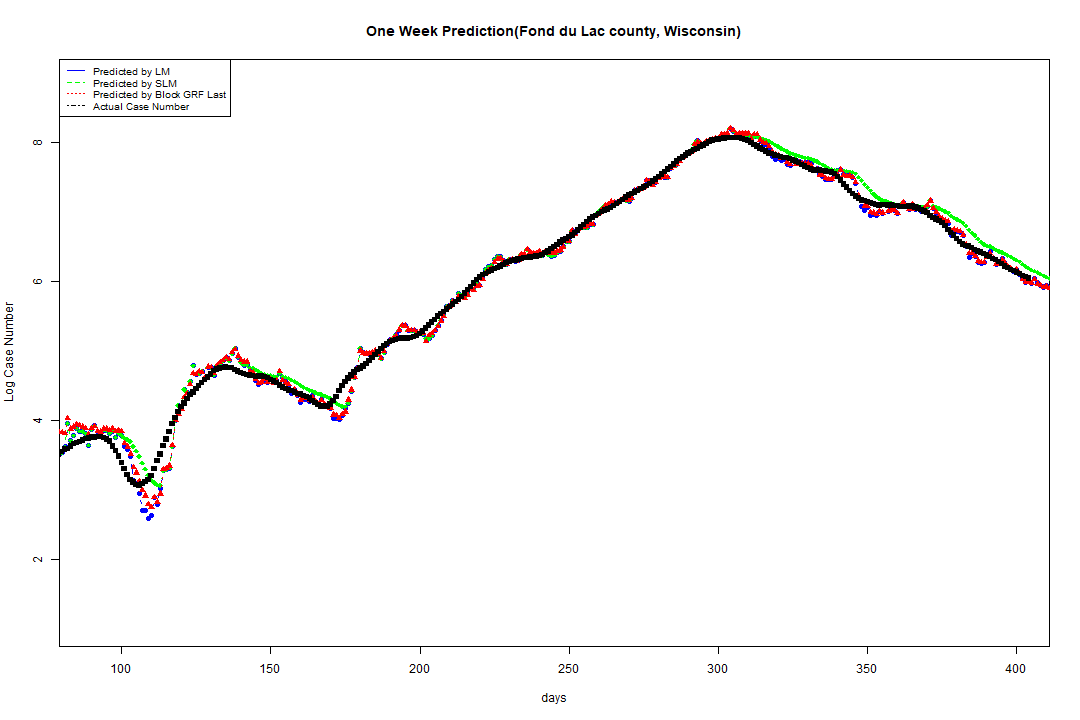 One Week Prediction(Fond du Lac county, Wisconsin)
Predicted by LM
Predicted by SLM
Predicted by Block GRF Last
Actual Case Number
Log Case Number
8
6
4
2
100 150 200 250 300 350 400
days